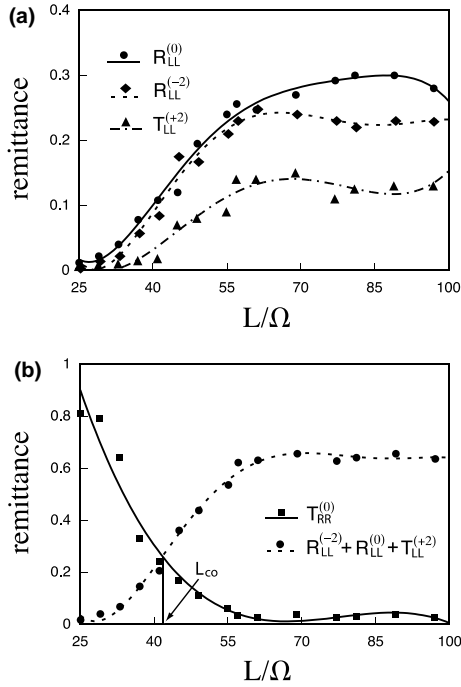 (a)
0.4
0.3
0.2
0.1
0
remittance
R_LL^(0)
R_LL^(-2)
T_LL^(+2)
25 40 55 70 85 100
L/Ω
(b)
1
0.8
0.6
0.4
0.2
0
remittance
T_RR^(0)
R_LL^(-2) + R_LL^(0) + T_LL^(+2)
L_co
25 40 55 70 85 100
L/Ω